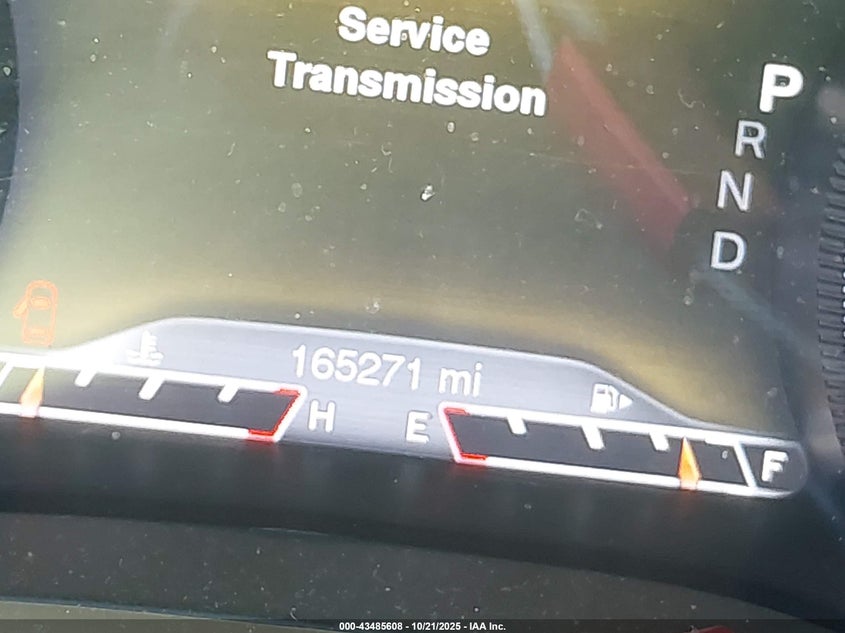 Service
Transmission
P
R
N
D
165271 mi
H
E
F
000-43485608 - 10/21/2025 - IAA Inc.